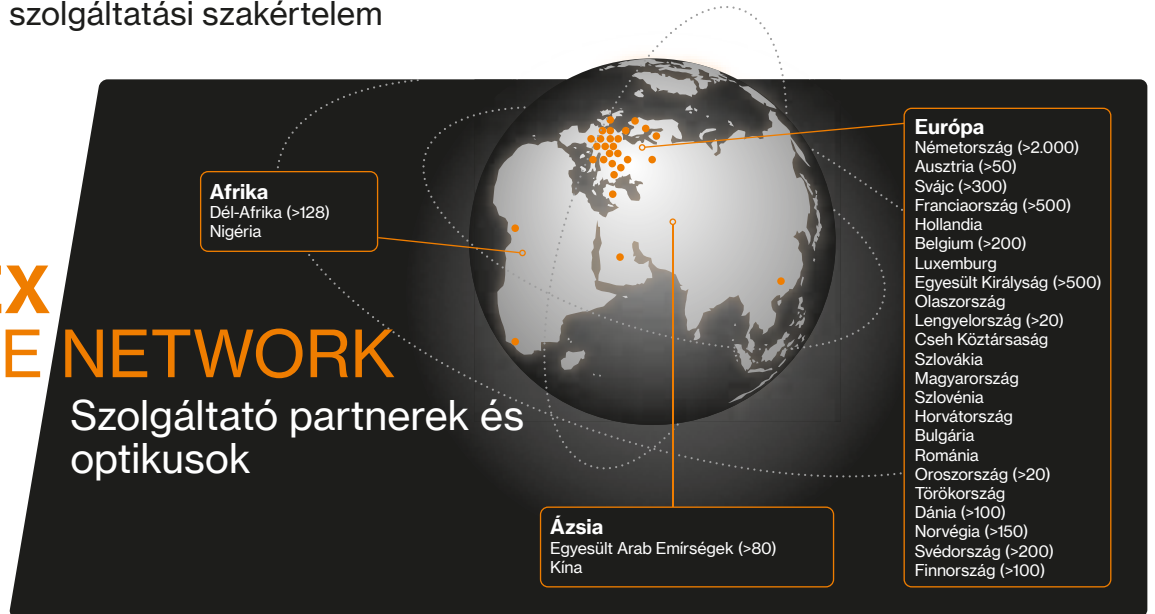 szolgáltatási szakértelem
Afrika
Dél-Afrika (>128)
Nigéria
EX
E NETWORK
Szolgáltató partnerek és
optikusok
Ázsia
Egyesült Arab Emírségek (>80)
Kína
Európa
Németország (>2.000)
Ausztria (>50)
Svájc (>300)
Franciaország (>500)
Hollandia
Belgium (>200)
Luxemburg
Egyesült Királyság (>500)
Olaszország
Lengyelország (>20)
Cseh Köztársaság
Szlovákia
Magyarország
Szlovénia
Horvátország
Bulgária
Románia
Oroszország (>20)
Törökország
Dánia (>100)
Norvégia (>150)
Svédország (>200)
Finnország (>100)